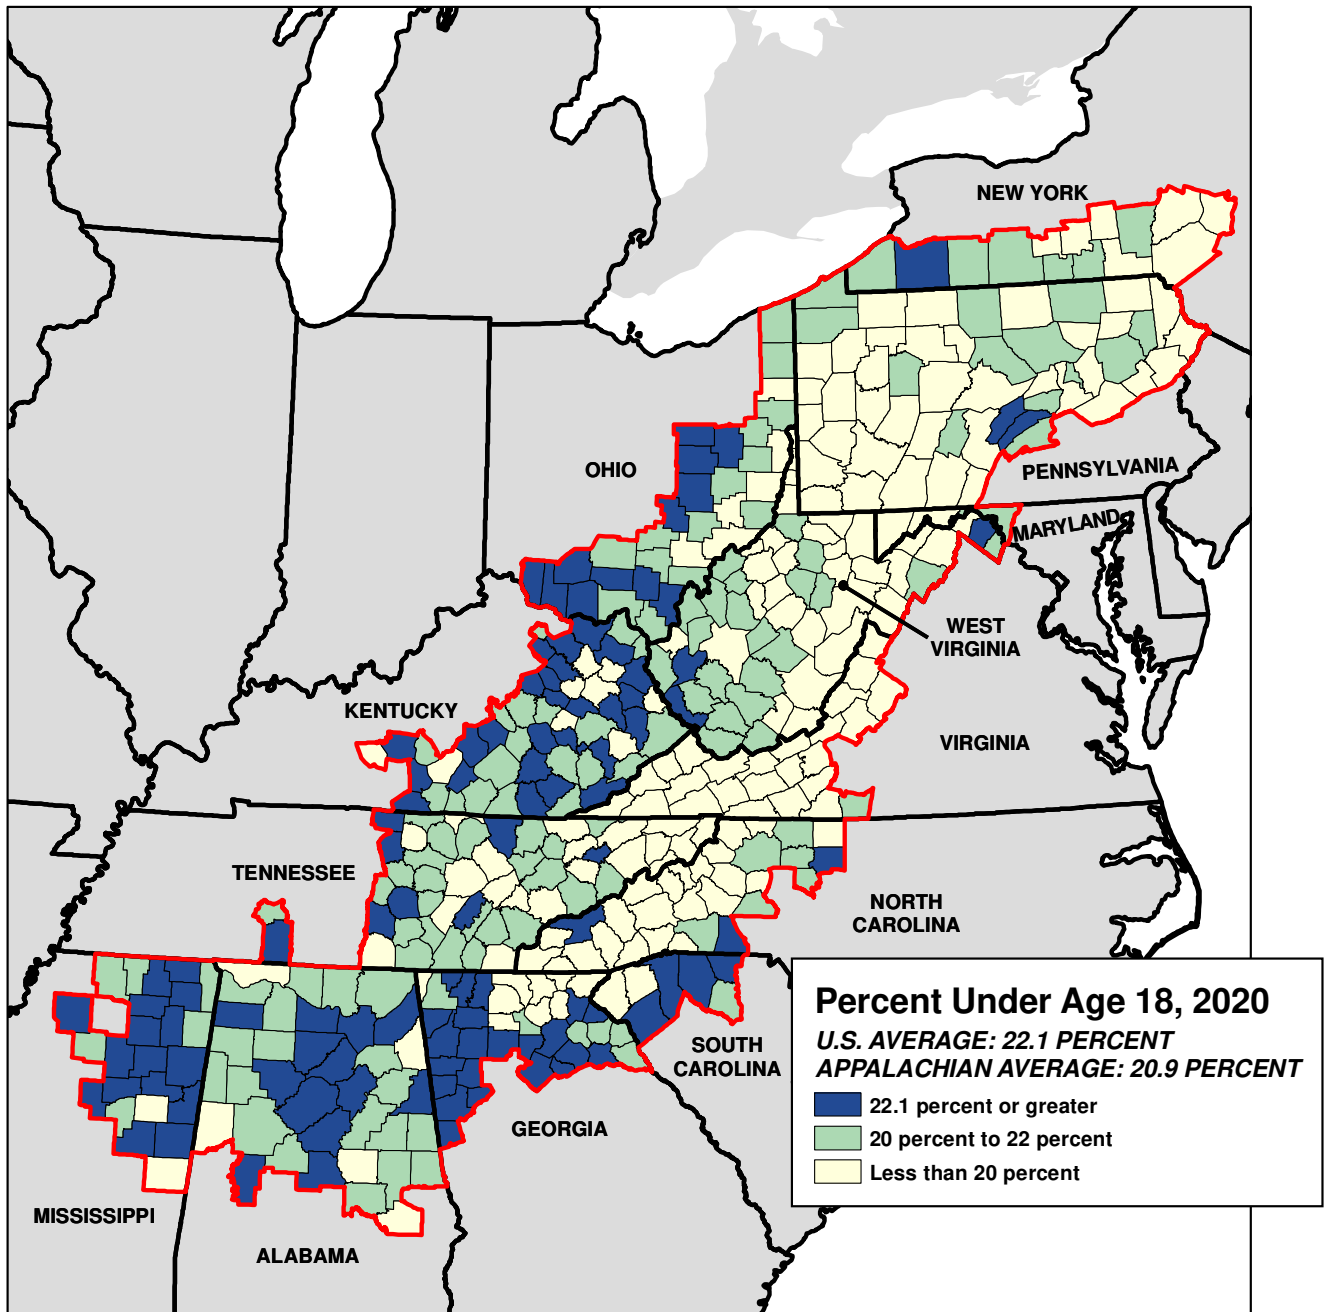 NEW YORK
OHIO
PENNSYLVANIA
MARYLAND
WEST
VIRGINIA
KENTUCKY
VIRGINIA
TENNESSEE
NORTH
CAROLINA
SOUTH
CAROLINA
GEORGIA
MISSISSIPPI
ALABAMA
Percent Under Age 18, 2020
U.S. AVERAGE: 22.1 PERCENT
APPALACHIAN AVERAGE: 20.9 PERCENT
22.1 percent or greater
20 percent to 22 percent
Less than 20 percent